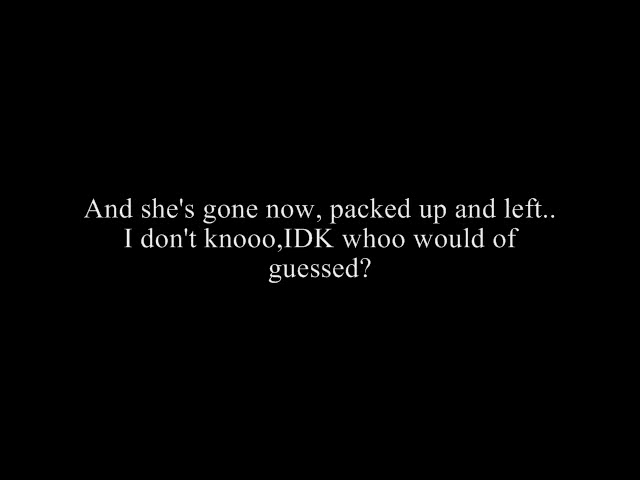 And she's gone now, packed up and left..
I don't knooo,IDK whoo would of
guessed?